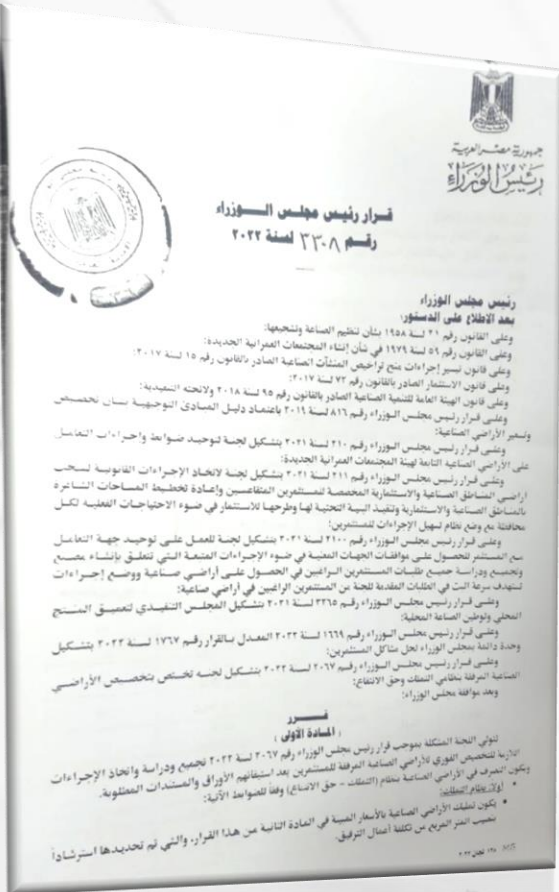 جمهورية مصر العربية
رئيس الوزراء
قرار رئيس مجلس الوزراء
رقم ٣٣٠٨ لسنة ٢٠٢٢
رئيس مجلس الوزراء
بعد الاطلاع على الدستور؛
وعلى القانون رقم ٢١ لسنة ١٩٥٨ بشأن تنظيم الصناعة وتشجيعها؛
وعلى القانون رقم ٥٩ لسنة ١٩٧٩ في شأن إنشاء المجتمعات العمرانية الجديدة؛
وعلى قانون تيسير إجراءات منح تراخيص المنشآت الصناعية الصادر بالقانون رقم ١٥ لسنة ٢٠١٧؛
وعلى قانون الاستثمار الصادر بالقانون رقم ٧٢ لسنة ٢٠١٧؛
وعلى قانون الهيئة العامة للتنمية الصناعية الصادر بالقانون رقم ٩٥ لسنة ٢٠١٨ ولائحته التنفيذية؛
وعلى قرار رئيس مجلس الوزراء رقم ٨١٦ لسنة ٢٠١٩ باعتماد دليل المبادئ التوجيهية بشأن تخصيص
وتسعير الأراضي الصناعية؛
وعلى قرار رئيس مجلس الوزراء رقم ٢١٠ لسنة ٢٠٢١ بتشكيل لجنة لتوحيد ضوابط وإجراءات التعامل
على الأراضي الصناعية التابعة لهيئة المجتمعات العمرانية الجديدة؛
وعلى قرار رئيس مجلس الوزراء رقم ٢١١ لسنة ٢٠٢١ بتشكيل لجنة لاتخاذ الإجراءات القانونية لسحب
أراضي المناطق الصناعية والاستثمارية المخصصة للمستثمرين المتقاعسين وإعادة تخطيط المساحات الشاغرة
بالمناطق الصناعية والاستثمارية وتنفيذ البنية التحتية لها وطرحها للاستثمار في ضوء الاحتياجات الفعلية لكل
محافظة مع وضع نظام لتسهيل الإجراءات للمستثمرين؛
وعلى قرار رئيس مجلس الوزراء رقم ٢١٠٠ لسنة ٢٠٢١ بتشكيل لجنة للعمل على توحيد جهة التعامل
مع المستثمر للحصول على موافقات الجهات المعنية في ضوء الإجراءات المتبعة التي تتعلق بإنشاء مصنع
وتجميع ودراسة جميع طلبات المستثمرين الراغبين في الحصول على أراضي صناعية ووضع إجراءات
تستهدف سرعة البت في الطلبات المقدمة للجنة من المستثمرين الراغبين في أراضي صناعية؛
وعلى قرار رئيس مجلس الوزراء رقم ٣٢٦٥ لسنة ٢٠٢١ بتشكيل المجلس التنفيذي لتعميق المنتج
المحلي وتوطين الصناعة المحلية؛
وعلى قرار رئيس مجلس الوزراء رقم ١٦٦٩ لسنة ٢٠٢٢ المعدل بالقرار رقم ١٧٦٧ لسنة ٢٠٢٢ بتشكيل
وحدة دائمة بمجلس الوزراء لحل مشاكل المستثمرين؛
وعلى قرار رئيس مجلس الوزراء رقم ٢٠٦٧ لسنة ٢٠٢٢ بتشكيل لجنة تختص بتخصيص الأراضي
الصناعية المرفقة بنظامي التملك وحق الانتفاع؛
وبعد موافقة مجلس الوزراء؛
قرر
(المادة الأولى)
تتولى اللجنة المشكلة بموجب قرار رئيس مجلس الوزراء رقم ٢٠٦٧ لسنة ٢٠٢٢ تجميع ودراسة واتخاذ الإجراءات
اللازمة للتخصيص الفوري للأراضي الصناعية المرفقة للمستثمرين بعد استيفائهم الأوراق والمستندات المطلوبة.
ويكون التصرف في الأراضي الصناعية بنظام (التملك - حق الانتفاع) وفقاً للضوابط الآتية:
أولاً: نظام التملك:
• يكون تمليك الأراضي الصناعية بالأسعار المبينة في المادة الثانية من هذا القرار، والتي تم تحديدها استرشاداً
بنصيب المتر المربع من تكلفة أعمال الترفيق.